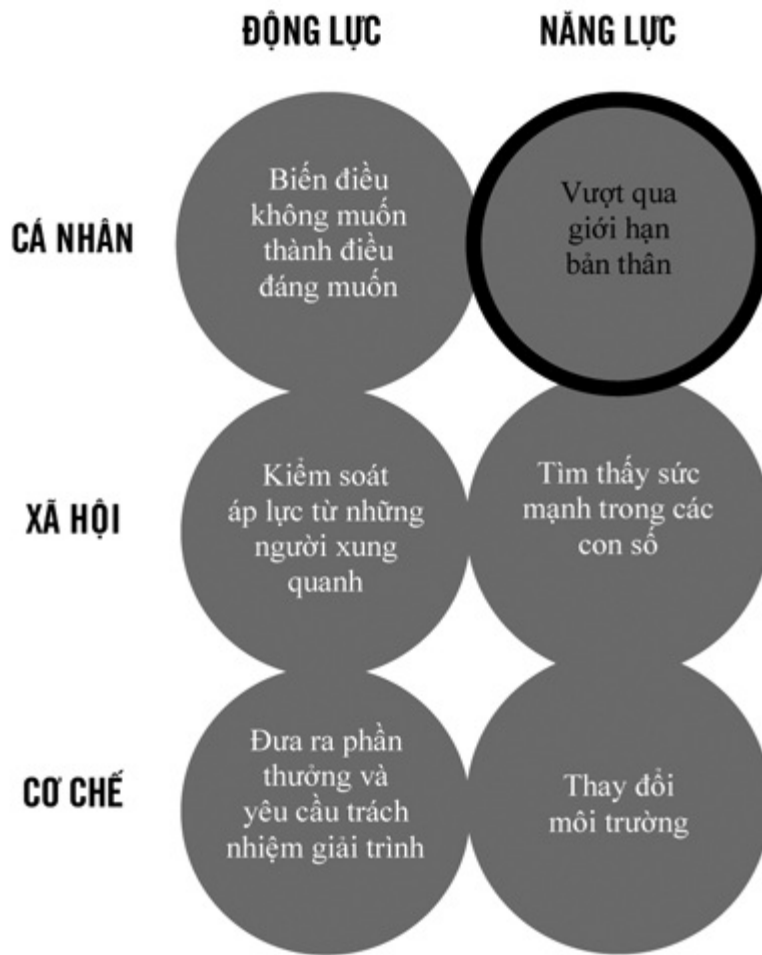 ĐỘNG LỰC
NĂNG LỰC
CÁ NHÂN
Biến điều
không muốn
thành điều
đáng muốn
Vượt qua
giới hạn
bản thân
XÃ HỘI
Kiểm soát
áp lực từ những
người xung
quanh
Tìm thấy sức
mạnh trong các
con số
CƠ CHẾ
Đưa ra phần
thưởng và
yêu cầu trách
nhiệm giải trình
Thay đổi
môi trường